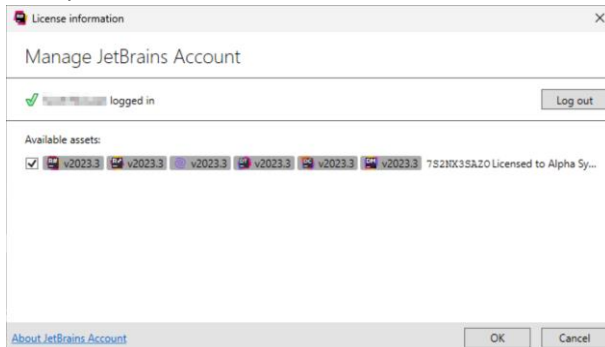 License information
Manage JetBrains Account
logged in
Log out
Available assets:
v2023.3 v2023.3 v2023.3 v2023.3 v2023.3 v2023.3 7S2NX3SAZO Licensed to Alpha Sy...
About JetBrains Account
OK
Cancel